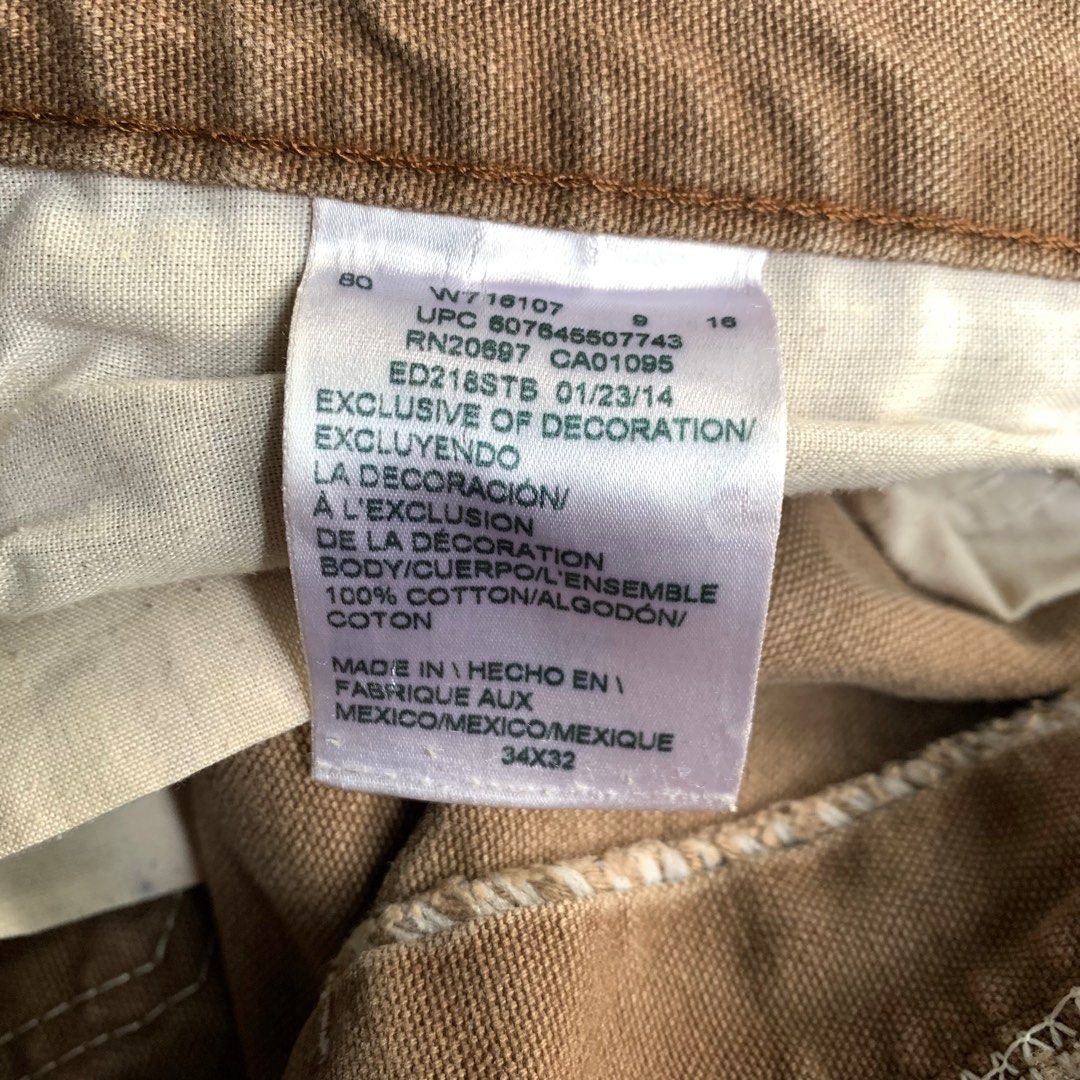 80 W716107 9 16
UPC 607645507743
RN20697 CA01095
ED218STB 01/23/14
EXCLUSIVE OF DECORATION/
EXCLUYENDO
LA DECORACIÓN/
À L'EXCLUSION
DE LA DÉCORATION
BODY/CUERPO/L'ENSEMBLE
100% COTTON/ALGODÓN/
COTON
MADE IN \ HECHO EN \
FABRIQUE AUX
MEXICO/MEXICO/MEXIQUE
34X32